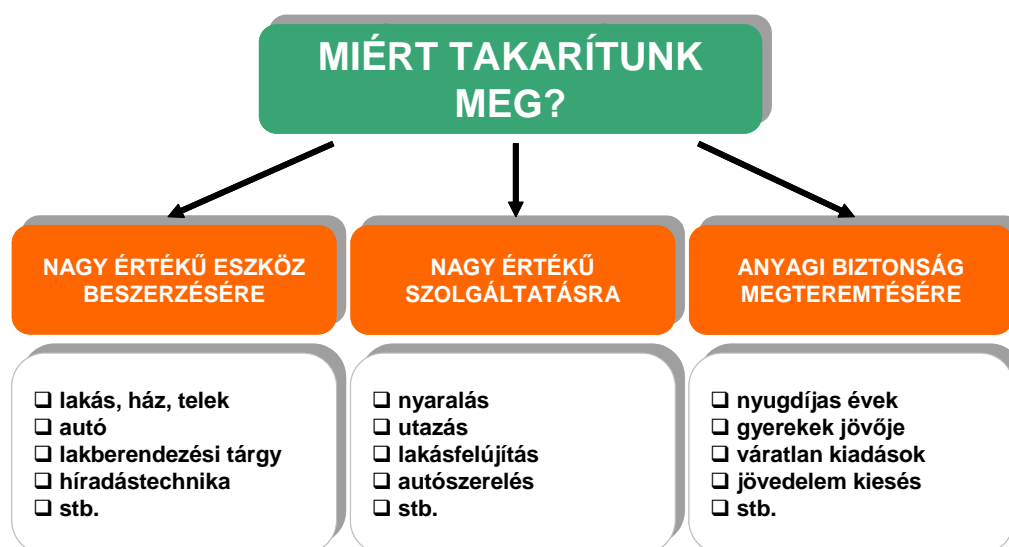 MIÉRT TAKARÍTUNK
MEG?
NAGY ÉRTÉKŰ ESZKÖZ
BESZERZÉSÉRE
❑ lakás, ház, telek
❑ autó
❑ lakberendezési tárgy
❑ híradástechnika
❑ stb.
NAGY ÉRTÉKŰ
SZOLGÁLTATÁSRA
❑ nyaralás
❑ utazás
❑ lakásfelújítás
❑ autószerelés
❑ stb.
ANYAGI BIZTONSÁG
MEGTEREMTÉSÉRE
❑ nyugdíjas évek
❑ gyerekek jövője
❑ váratlan kiadások
❑ jövedelem kiesés
❑ stb.